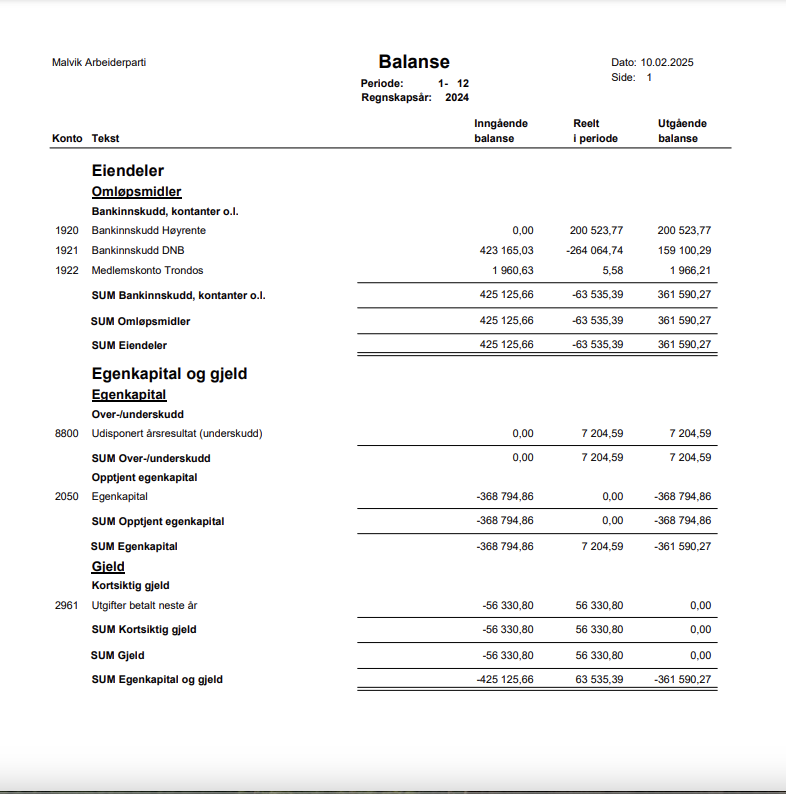 Malvik Arbeiderparti Balanse Dato: 10.02.2025
Periode: 1- 12 Side: 1
Regnskapsår: 2024
Inngående Reelt Utgående
Konto Tekst balanse i periode balanse
Eiendeler
Omløpsmidler
Bankinnskudd, kontanter o.l.
1920 Bankinnskudd Høyrente 0,00 200 523,77 200 523,77
1921 Bankinnskudd DNB 423 165,03 -264 064,74 159 100,29
1922 Medlemskonto Trondos 1 960,63 5,58 1 966,21
SUM Bankinnskudd, kontanter o.l. 425 125,66 -63 535,39 361 590,27
SUM Omløpsmidler 425 125,66 -63 535,39 361 590,27
SUM Eiendeler 425 125,66 -63 535,39 361 590,27
Egenkapital og gjeld
Egenkapital
Over-/underskudd
8800 Udisponert årsresultat (underskudd) 0,00 7 204,59 7 204,59
SUM Over-/underskudd 0,00 7 204,59 7 204,59
Opptjent egenkapital
2050 Egenkapital -368 794,86 0,00 -368 794,86
SUM Opptjent egenkapital -368 794,86 0,00 -368 794,86
SUM Egenkapital -368 794,86 7 204,59 -361 590,27
Gjeld
Kortsiktig gjeld
2961 Utgifter betalt neste år -56 330,80 56 330,80 0,00
SUM Kortsiktig gjeld -56 330,80 56 330,80 0,00
SUM Gjeld -56 330,80 56 330,80 0,00
SUM Egenkapital og gjeld -425 125,66 63 535,39 -361 590,27